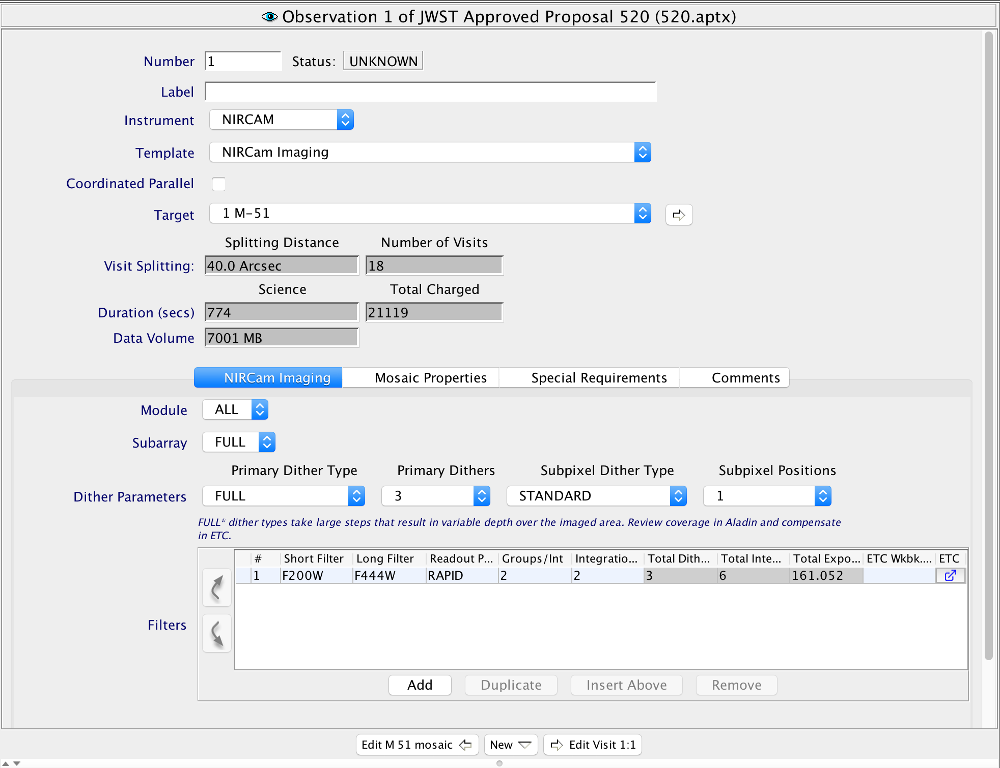 Observation 1 of JWST Approved Proposal 520 (520.aptx)
Number 1 Status: UNKNOWN
Label
Instrument NIRCAM
Template NIRCam Imaging
Coordinated Parallel
Target 1 M-51
Splitting Distance Number of Visits
Visit Splitting: 40.0 Arcsec 18
Science Total Charged
Duration (secs) 774 21119
Data Volume 7001 MB
NIRCam Imaging Mosaic Properties Special Requirements Comments
Module ALL
Subarray FULL
Primary Dither Type Primary Dithers Subpixel Dither Type Subpixel Positions
Dither Parameters FULL 3 STANDARD 1
FULL* dither types take large steps that result in variable depth over the imaged area. Review coverage in Aladin and compensate
in ETC.
# Short Filter Long Filter Readout P... Groups/Int Integratio... Total Dith... Total Inte... Total Expo... ETC Wkbk.... ETC
1 F200W F444W RAPID 2 2 3 6 161.052
Filters
Add Duplicate Insert Above Remove
Edit M 51 mosaic New Edit Visit 1:1